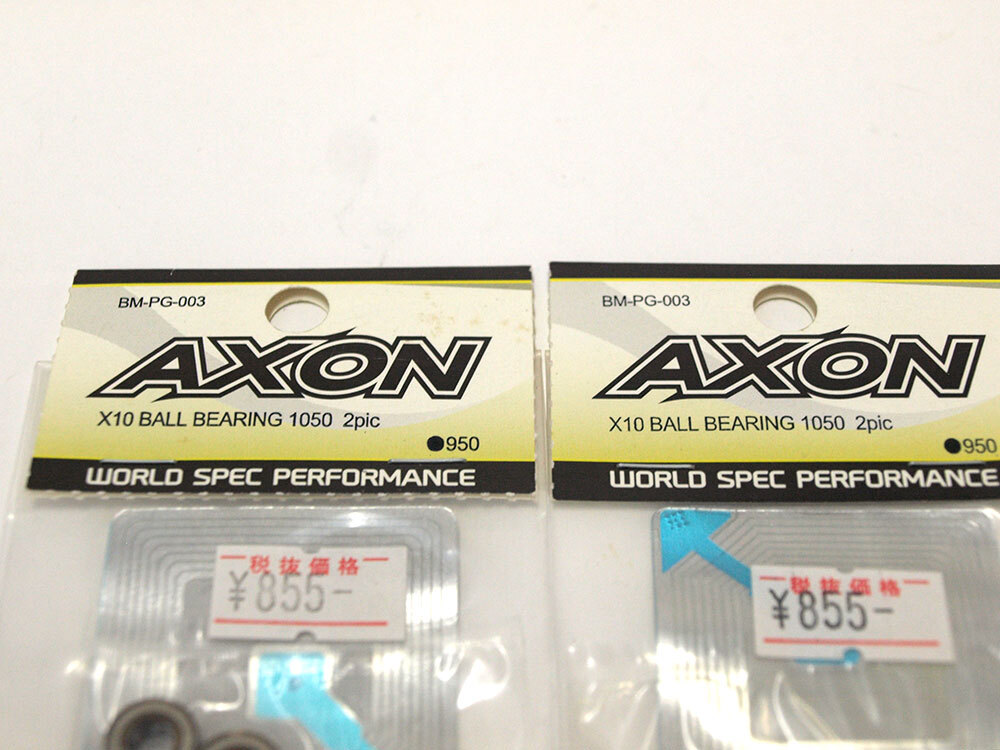 BM-PG-003
AXON
X10 BALL BEARING 1050 2pic
●950
WORLD SPEC PERFORMANCE
税抜価格
¥855-
BM-PG-003
AXON
X10 BALL BEARING 1050 2pic
●950
WORLD SPEC PERFORMANCE
税抜価格
¥855-